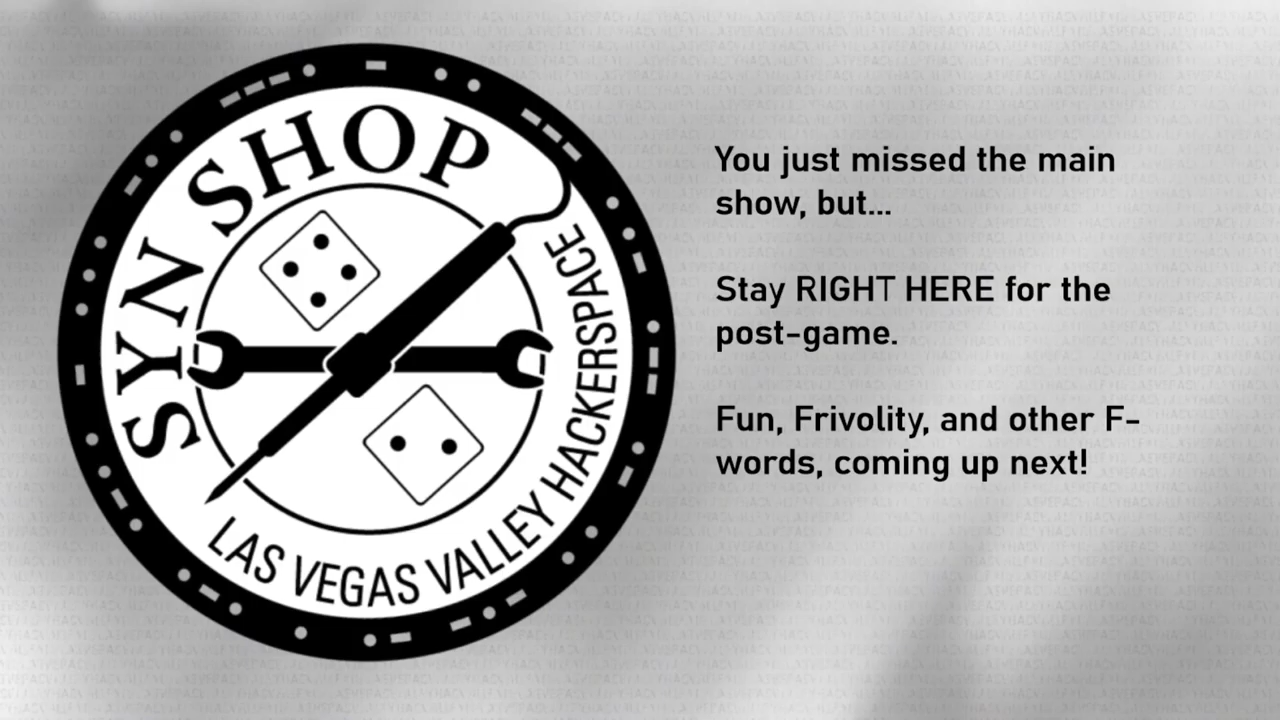 SYN SHOP
LAS VEGAS VALLEY HACKERSPACE
You just missed the main
show, but...
Stay RIGHT HERE for the
post-game.
Fun, Frivolity, and other F-
words, coming up next!